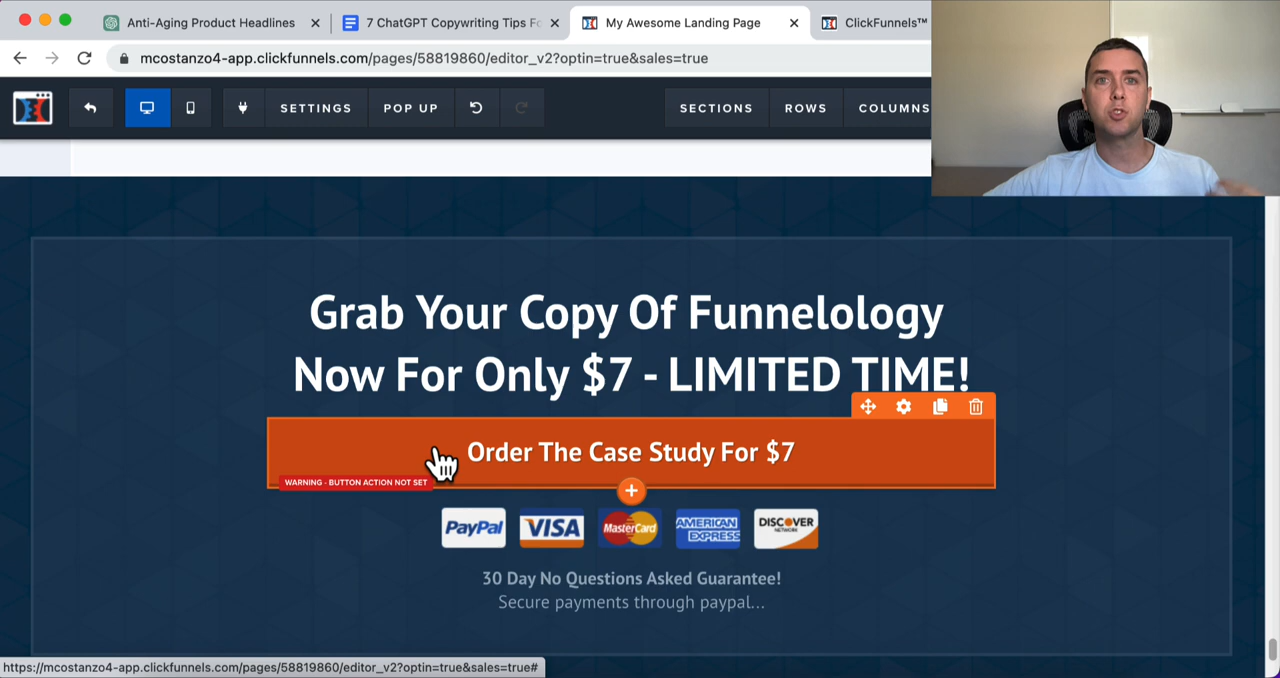 Anti-Aging Product Headlines
7 ChatGPT Copywriting Tips Fo
My Awesome Landing Page
ClickFunnels™
mcostanzo4-app.clickfunnels.com/pages/58819860/editor_v2?optin=true&sales=true
SETTINGS
POP UP
SECTIONS
ROWS
COLUMNS
Grab Your Copy Of Funnelology
Now For Only $7 - LIMITED TIME!
Order The Case Study For $7
WARNING - BUTTON ACTION NOT SET
PayPal
VISA
MasterCard
AMERICAN
EXPRESS
DISCOVER
NETWORK
30 Day No Questions Asked Guarantee!
Secure payments through paypal...
https://mcostanzo4-app.clickfunnels.com/pages/58819860/editor_v2?optin=true&sales=true#